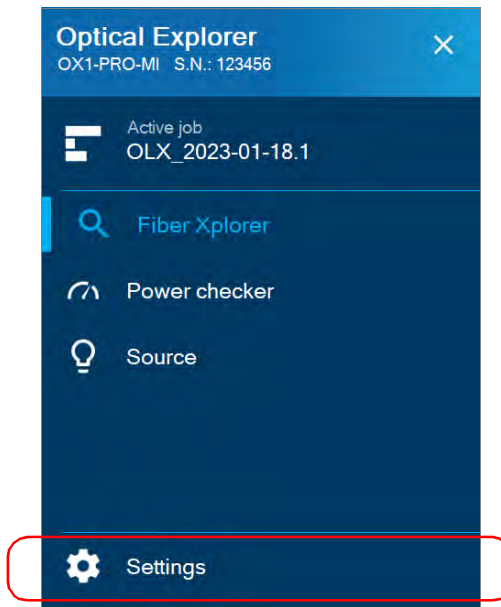 Optical Explorer
OX1-PRO-MI S.N.: 123456
Active job
OLX_2023-01-18.1
Fiber Xplorer
Power checker
Source
Settings